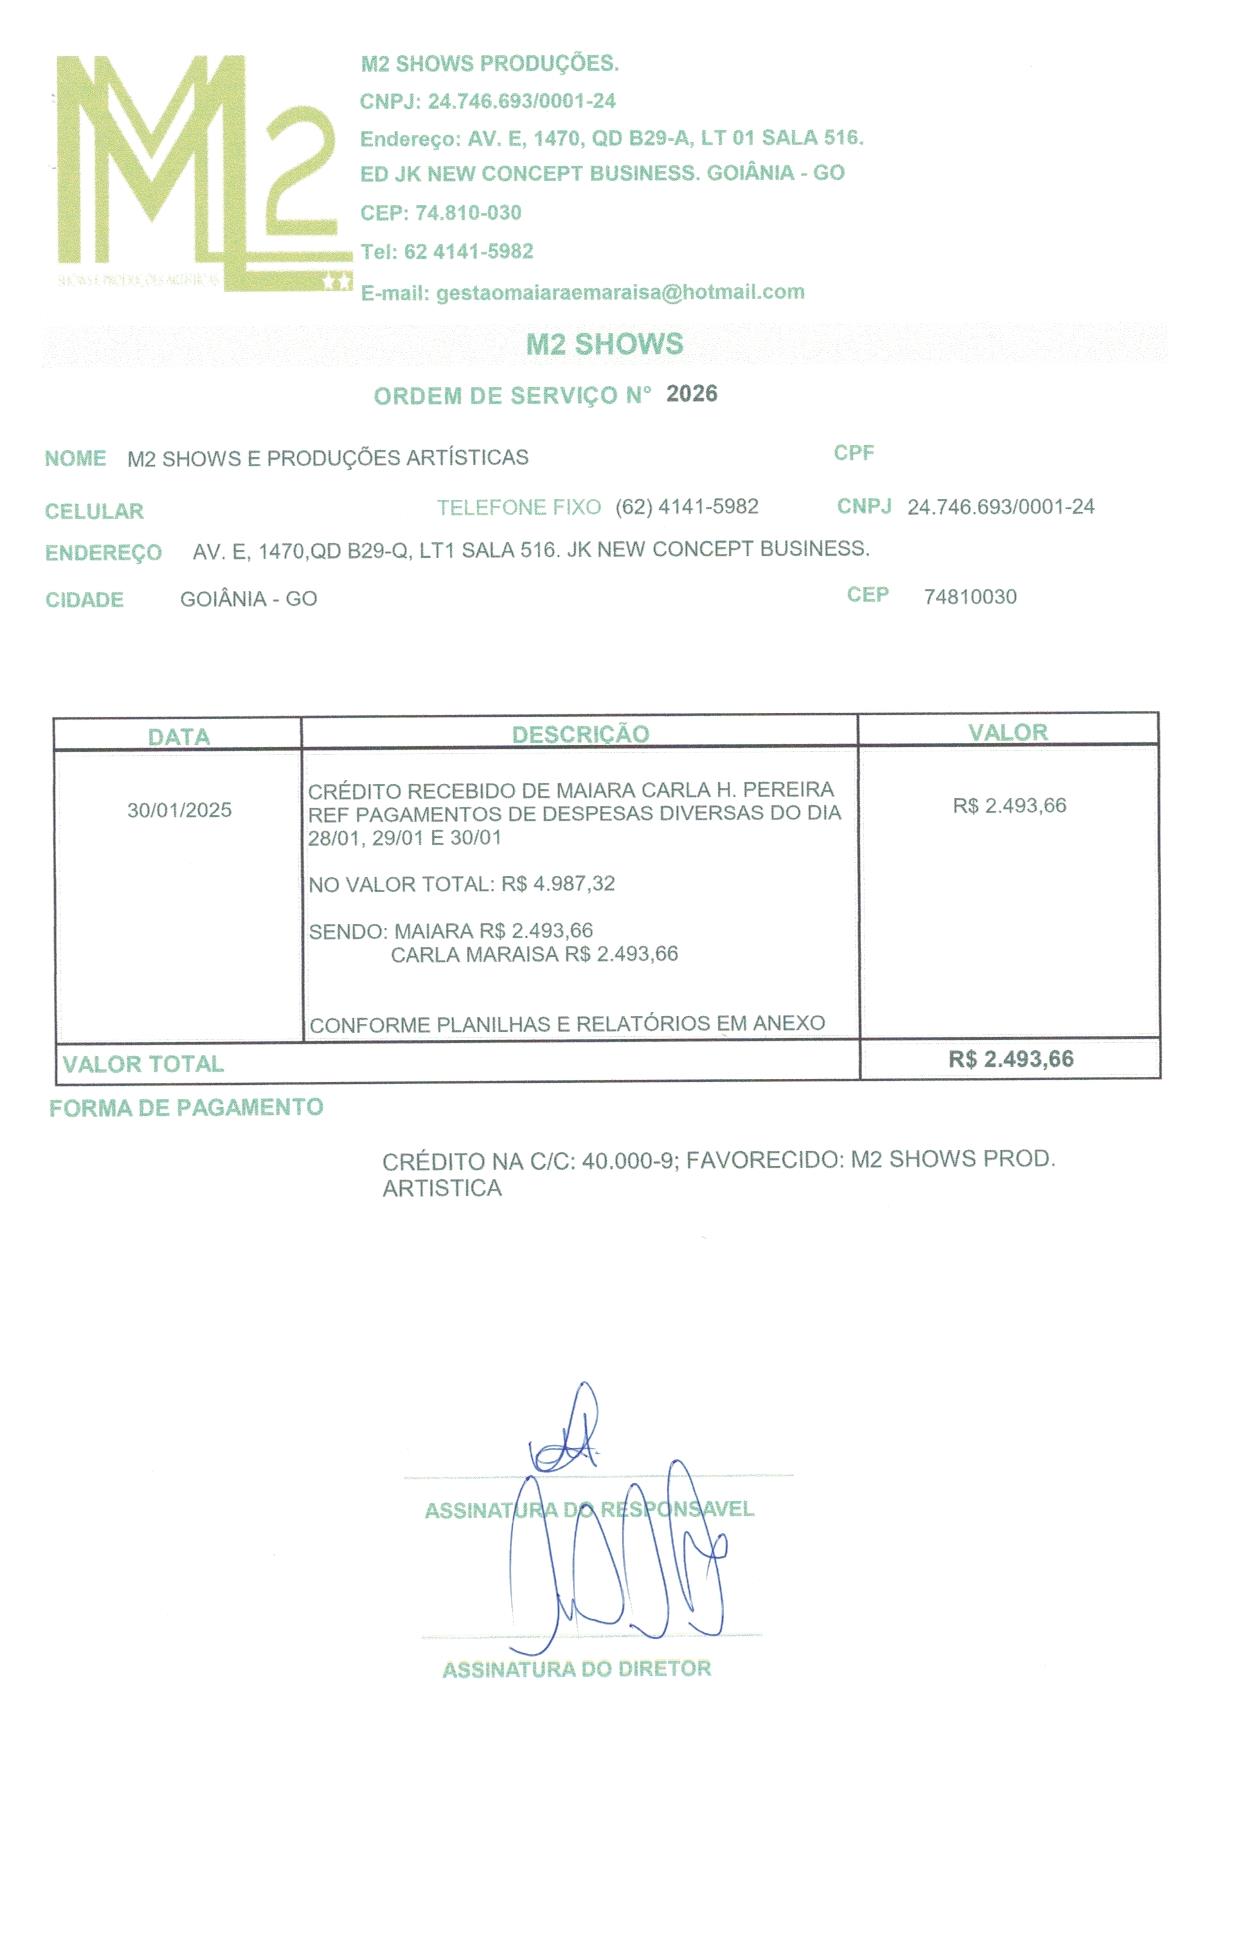 M2 SHOWS PRODUÇÕES.
CNPJ: 24.746.693/0001-24
Endereço: AV. E, 1470, QD B29-A, LT 01 SALA 516.
ED JK NEW CONCEPT BUSINESS. GOIÂNIA - GO
CEP: 74.810-030
Tel: 62 4141-5982
E-mail: gestaomaiaraemaraisa@hotmail.com
M2
SHOWS E PRODUÇÕES ARTÍSTICAS
M2 SHOWS
ORDEM DE SERVIÇO N° 2026
NOME M2 SHOWS E PRODUÇÕES ARTÍSTICAS CPF
CELULAR TELEFONE FIXO (62) 4141-5982 CNPJ 24.746.693/0001-24
ENDEREÇO AV. E, 1470,QD B29-Q, LT1 SALA 516. JK NEW CONCEPT BUSINESS.
CIDADE GOIÂNIA - GO CEP 74810030
DATA DESCRIÇÃO VALOR
30/01/2025 CRÉDITO RECEBIDO DE MAIARA CARLA H. PEREIRA R$ 2.493,66
REF PAGAMENTOS DE DESPESAS DIVERSAS DO DIA
28/01, 29/01 E 30/01
NO VALOR TOTAL: R$ 4.987,32
SENDO: MAIARA R$ 2.493,66
CARLA MARAISA R$ 2.493,66
CONFORME PLANILHAS E RELATÓRIOS EM ANEXO
VALOR TOTAL R$ 2.493,66
FORMA DE PAGAMENTO
CRÉDITO NA C/C: 40.000-9; FAVORECIDO: M2 SHOWS PROD.
ARTISTICA
ASSINATURA DO RESPONSAVEL
ASSINATURA DO DIRETOR